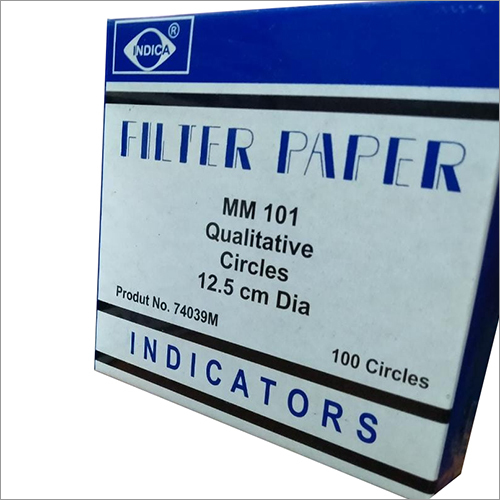 INDICA ®
FILTER PAPER
MM 101
Qualitative
Circles
12.5 cm Dia
Produt No. 74039M
100 Circles
INDICATORS